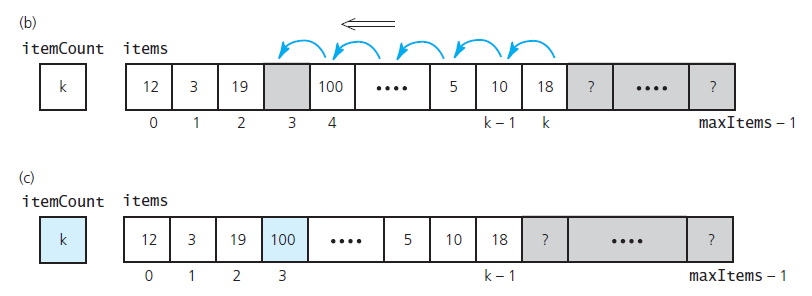 (b)
itemCount items
k 12 3 19 100 •••• 5 10 18 ? •••• ?
0 1 2 3 4 k – 1 k maxItems – 1
(c)
itemCount items
k 12 3 19 100 •••• 5 10 18 ? •••• ?
0 1 2 3 k – 1 maxItems – 1